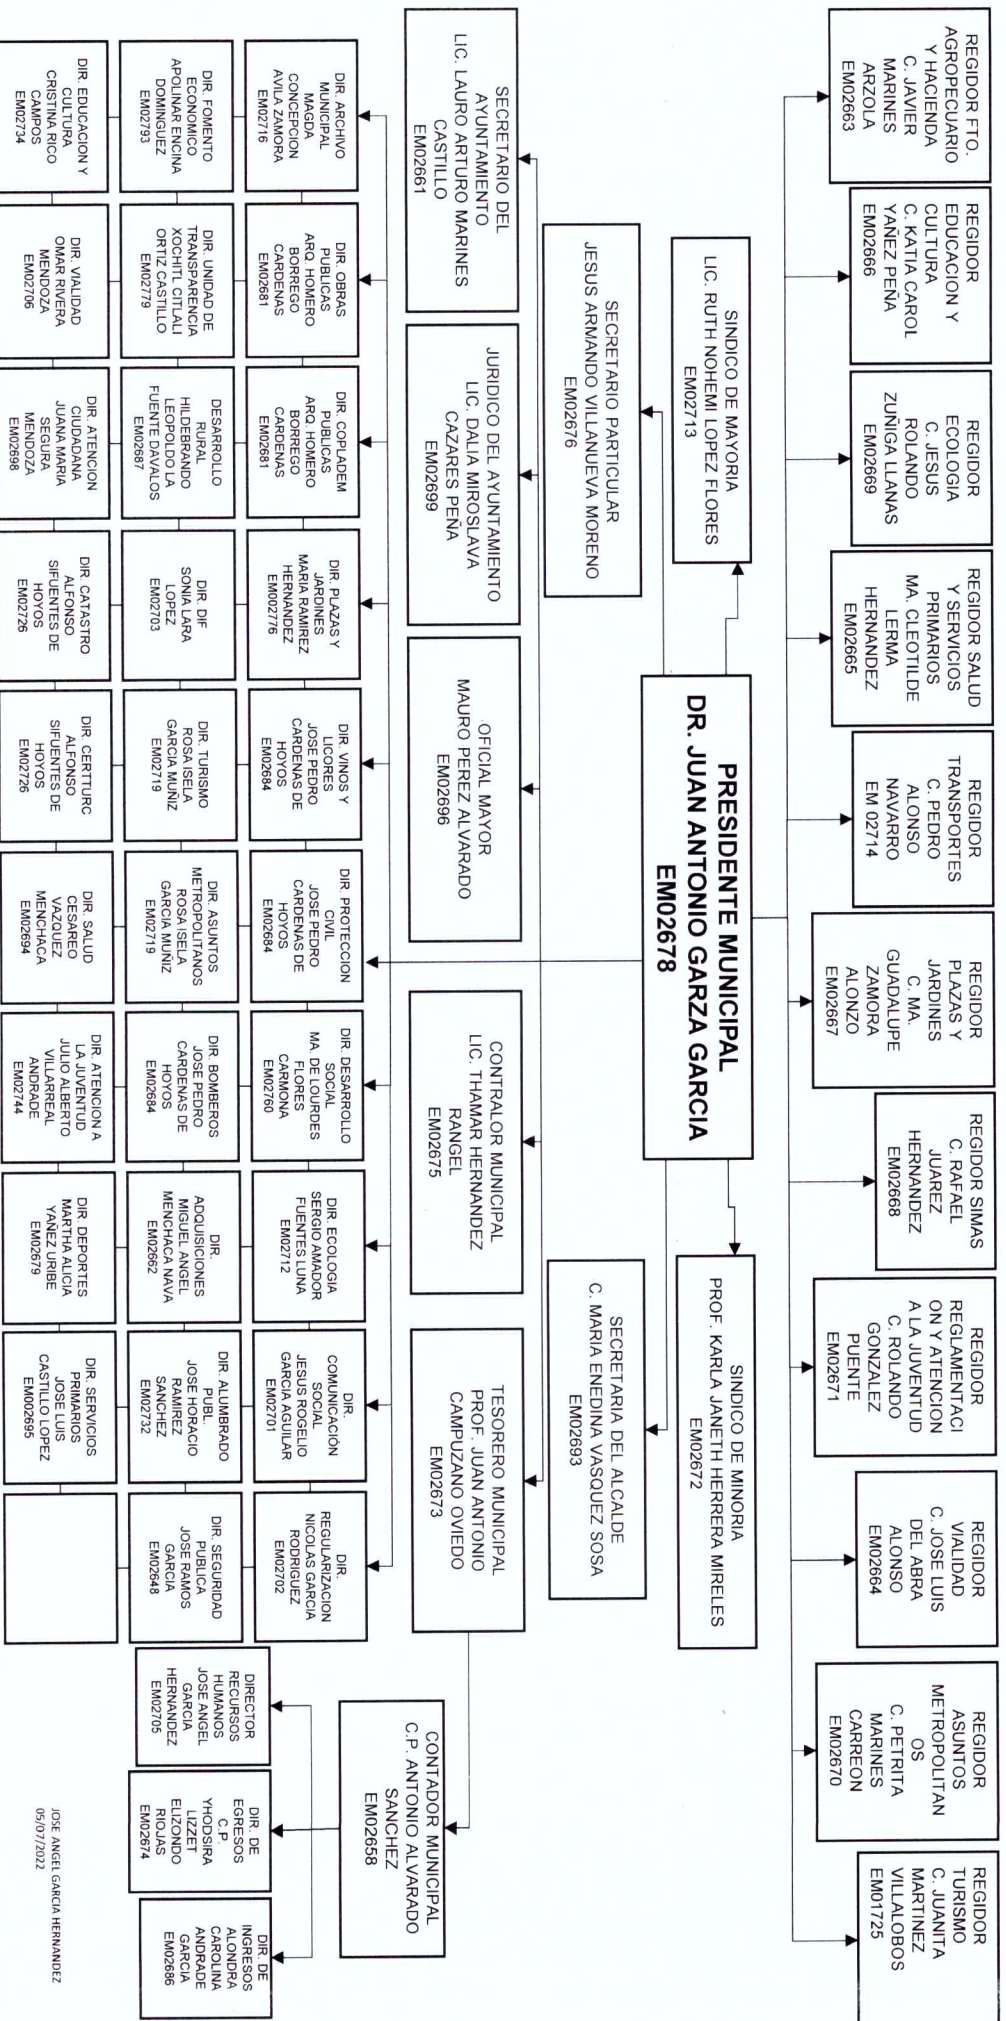 REGIDOR FTO.
AGROPECUARIO
Y HACIENDA
C. JAVIER
MARINES
ARZOLA
EM02663
REGIDOR
EDUCACION Y
CULTURA
C. KATIA CAROL
YAÑEZ PEÑA
EM02666
REGIDOR
ECOLOGIA
C. JESUS
ROLANDO
ZUÑIGA LLANAS
EM02669
REGIDOR SALUD
Y SERVICIOS
PRIMARIOS
MA. CLEOTILDE
LERMA
HERNANDEZ
EM02665
REGIDOR
TRANSPORTES
C. PEDRO
ALONSO
NAVARRO
EM 02714
REGIDOR
PLAZAS Y
JARDINES
C. MA.
GUADALUPE
ZAMORA
ALONZO
EM02667
REGIDOR SIMAS
C. RAFAEL
JUAREZ
HERNANDEZ
EM02668
REGIDOR
REGLAMENTACI
ON Y ATENCION
A LA JUVENTUD
C. ROLANDO
GONZALEZ
PUENTE
EM02671
REGIDOR
VIALIDAD
C. JOSE LUIS
DEL ABRA
ALONSO
EM02664
REGIDOR
ASUNTOS
METROPOLITAN
OS
C. PETRITA
MARINES
CARREON
EM02670
REGIDOR
TURISMO
C. JUANITA
MARTINEZ
VILLALOBOS
EM01725
SINDICO DE MAYORIA
LIC. RUTH NOHEMI LOPEZ FLORES
EM02713
PRESIDENTE MUNICIPAL
DR. JUAN ANTONIO GARZA GARCIA
EM02678
SINDICO DE MINORIA
PROF. KARLA JANETH HERRERA MIRELES
EM02672
SECRETARIO PARTICULAR
JESUS ARMANDO VILLANUEVA MORENO
EM02676
SECRETARIA DEL ALCALDE
C. MARIA ENEDINA VASQUEZ SOSA
EM02693
SECRETARIO DEL
AYUNTAMIENTO
LIC. LAURO ARTURO MARINES
CASTILLO
EM02661
JURIDICO DEL AYUNTAMIENTO
LIC. DALIA MIROSLAVA
CAZARES PEÑA
EM02699
OFICIAL MAYOR
MAURO PEREZ ALVARADO
EM02696
CONTRALOR MUNICIPAL
LIC. THAMAR HERNANDEZ
RANGEL
EM02675
TESORERO MUNICIPAL
PROF. JUAN ANTONIO
CAMPUZANO OVIEDO
EM02673
CONTADOR MUNICIPAL
C.P. ANTONIO ALVARADO
SANCHEZ
EM02658
DIR. ARCHIVO
MUNICIPAL
MAGDA
CONCEPCION
AVILA ZAMORA
EM02716
DIR. OBRAS
PUBLICAS
ARQ. HOMERO
BORREGO
CARDENAS
EM02681
DIR. COPLADEM
PUBLICAS
ARQ. HOMERO
BORREGO
CARDENAS
EM02681
DIR. PLAZAS Y
JARDINES
MARIA RAMIREZ
HERNANDEZ
EM002776
DIR. VINOS Y
LICORES
JOSE PEDRO
CARDENAS DE
HOYOS
EM02684
DIR. PROTECCION
CIVIL
JOSE PEDRO
CARDENAS DE
HOYOS
EM02684
DIR. DESARROLLO
SOCIAL
MA. DE LOURDES
FLORES
CARMONA
EM02760
DIR. ECOLOGIA
SERGIO AMADOR
FUENTES LUNA
EM02712
DIR.
COMUNICACIÓN
SOCIAL
JESUS ROGELIO
GARCIA AGUILAR
EM02701
DIR.
REGULARIZACION
NICOLAS GARCIA
RODRIGUEZ
EM02702
DIR. FOMENTO
ECONOMICO
APOLINAR ENCINA
DOMINGUEZ
EM02793
DIR. UNIDAD DE
TRANSPARENCIA
XOCHITL CITLALI
ORTIZ CASTILLO
EM02779
DESARROLLO
RURAL
HILDEBRANDO
LEOPOLDO LA
FUENTE DAVALOS
EM02687
DIR. DIF
SONIA LARA
LOPEZ
EM02703
DIR. TURISMO
ROSA ISELA
GARCIA MUÑIZ
EM02719
DIR. ASUNTOS
METROPOLITANOS
ROSA ISELA
GARCIA MUÑIZ
EM02719
DIR. BOMBEROS
JOSE PEDRO
CARDENAS DE
HOYOS
EM02684
DIR.
ADQUISICIONES
MIGUEL ANGEL
MENCHACA NAVA
EM02662
DIR. ALUMBRADO
PUBL.
JOSE HORACIO
RAMIREZ
SANCHEZ
EM02732
DIR. SEGURIDAD
PUBLICA
JOSE RAMOS
GARCIA
EM02648
DIRECTOR
RECURSOS
HUMANOS
JOSE ANGEL
GARCIA
HERNANDEZ
EM02705
DIR. DE
EGRESOS
C.P.
YHODSIRA
LIZZET
ELIZONDO
RIOJAS
EM02674
DIR. DE
INGRESOS
ALONDRA
CAROLINA
ANDRADE
GARCIA
EM02686
DIR. EDUCACION Y
CULTURA
CRISTINA RICO
CAMPOS
EM02734
DIR. VIALIDAD
OMAR RIVERA
MENDOZA
EM02706
DIR. ATENCION
CIUDADANA
JUANA MARIA
SEGURA
MENDOZA
EM02698
DIR. CATASTRO
ALFONSO
SIFUENTES DE
HOYOS
EM02726
DIR. CERTTURC
ALFONSO
SIFUENTES DE
HOYOS
EM02726
DIR. SALUD
CESAREO
VAZQUEZ
MENCHACA
EM02694
DIR. ATENCION A
LA JUVENTUD
JULIO ALBERTO
VILLARREAL
ANDRADE
EM02744
DIR. DEPORTES
MARTHA ALICIA
YAÑEZ URIBE
EM02679
DIR. SERVICIOS
PRIMARIOS
JOSE LUIS
CASTILLO LOPEZ
EM002695
JOSE ANGEL GARCIA HERNANDEZ
05/07/2022